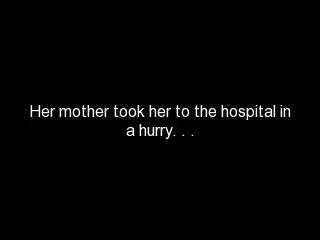 Her mother took her to the hospital in
a hurry. . .